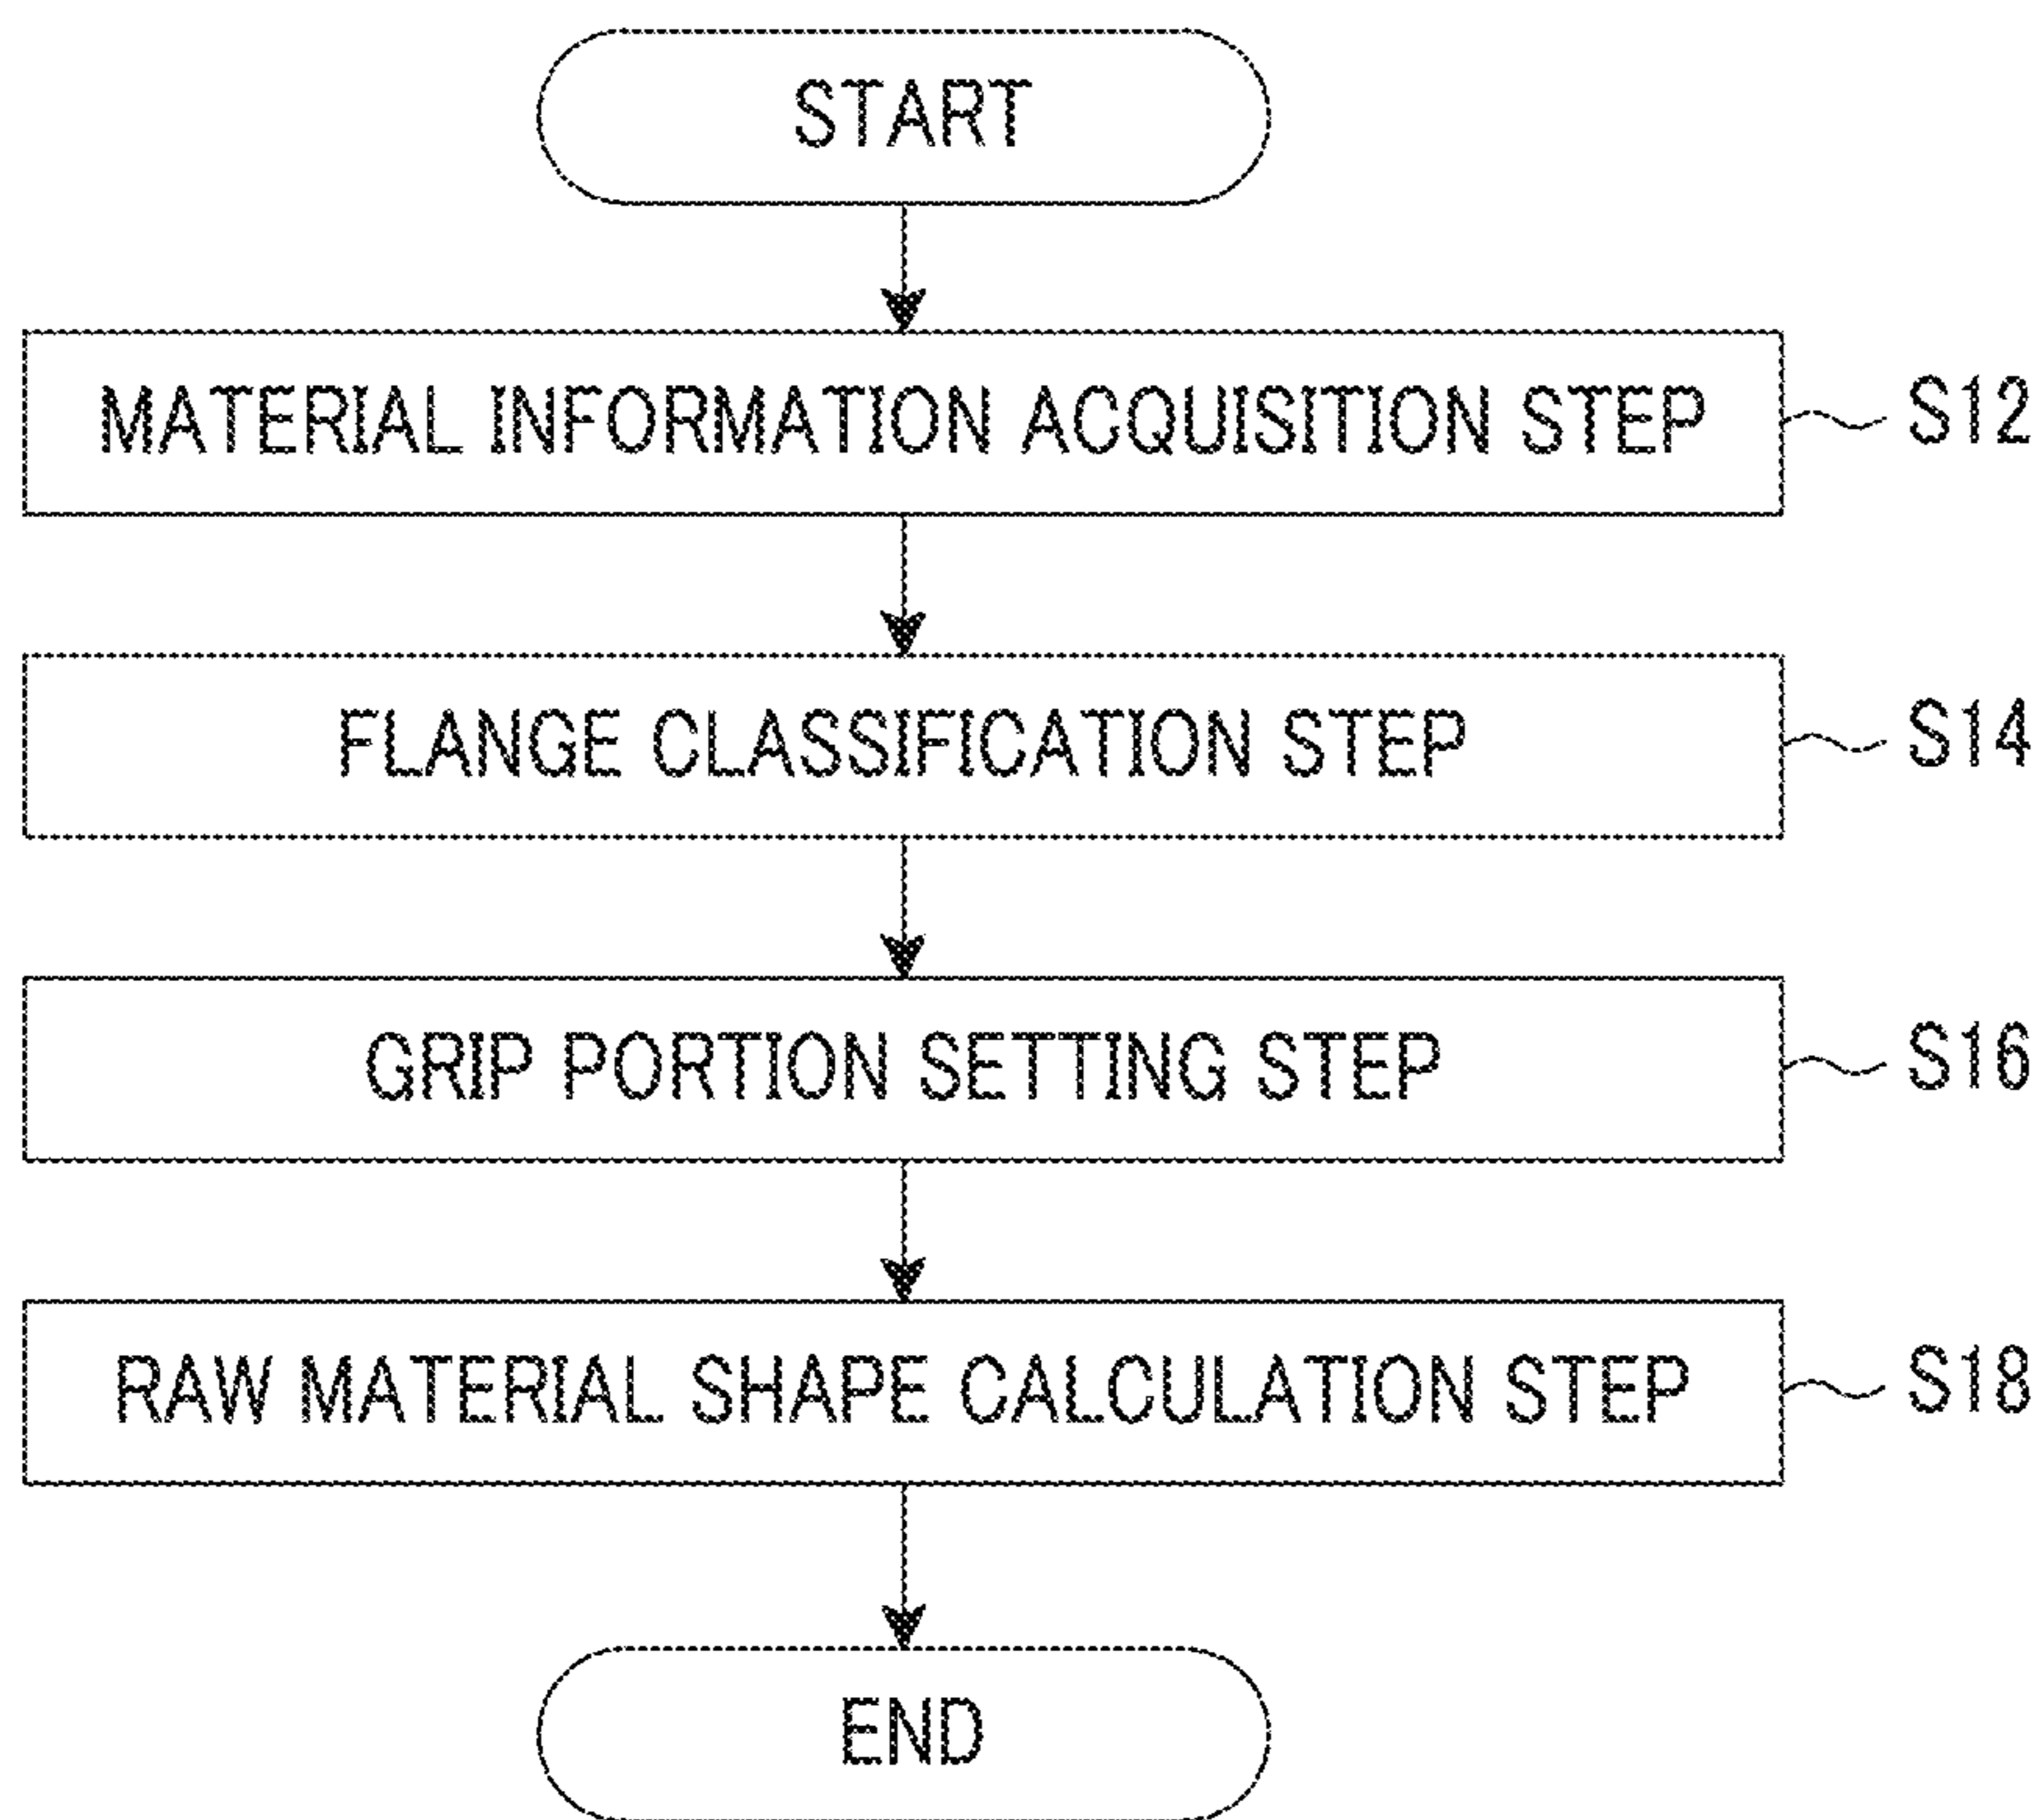 START
MATERIAL INFORMATION ACQUISITION STEP S12
FLANGE CLASSIFICATION STEP S14
GRIP PORTION SETTING STEP S16
RAW MATERIAL SHAPE CALCULATION STEP S18
END